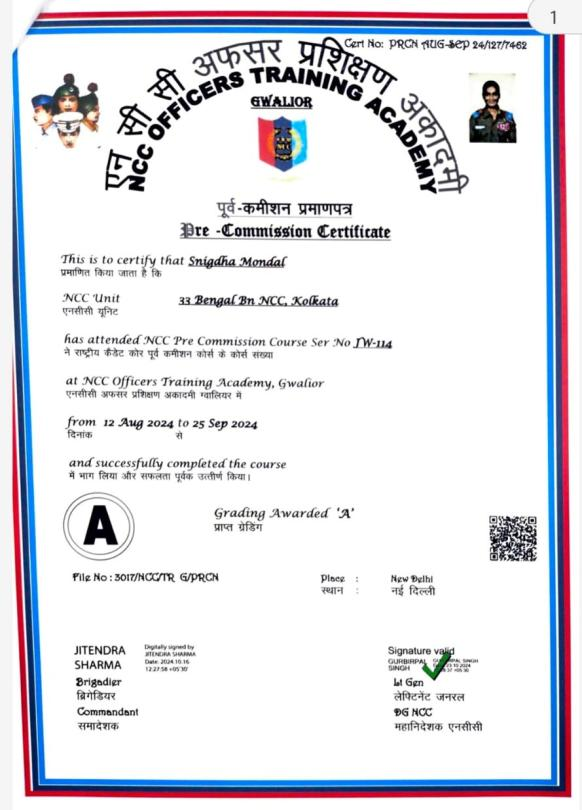 1
Cert No: PRCN AUG-SEP 24/127/7462
एन सी सी अफसर प्रशिक्षण अकादमी
NCC OFFICERS TRAINING ACADEMY
GWALIOR
पूर्व-कमीशन प्रमाणपत्र
Pre -Commission Certificate
This is to certify that Snigdha Mondal
प्रमाणित किया जाता है कि
NCC Unit 33 Bengal Bn NCC, Kolkata
एनसीसी यूनिट
has attended NCC Pre Commission Course Ser No JW-114
ने राष्ट्रीय कैडेट कोर पूर्व कमीशन कोर्स के कोर्स संख्या
at NCC Officers Training Academy, Gwalior
एनसीसी अफसर प्रशिक्षण अकादमी ग्वालियर में
from 12 Aug 2024 to 25 Sep 2024
दिनांक से
and successfully completed the course
में भाग लिया और सफलता पूर्वक उत्तीर्ण किया।
A
Grading Awarded 'A'
प्राप्त ग्रेडिंग
File No : 3017/NCC/TR G/PRCN
Place : New Delhi
स्थान : नई दिल्ली
JITENDRA SHARMA
Digitally signed by
JITENDRA SHARMA
Date: 2024.10.16
12:27:58 +05'30'
Brigadier
ब्रिगेडियर
Commandant
समादेशक
Signature valid
GURBIRPAL SINGH
Lt Gen
लेफ्टिनेंट जनरल
DG NCC
महानिदेशक एनसीसी